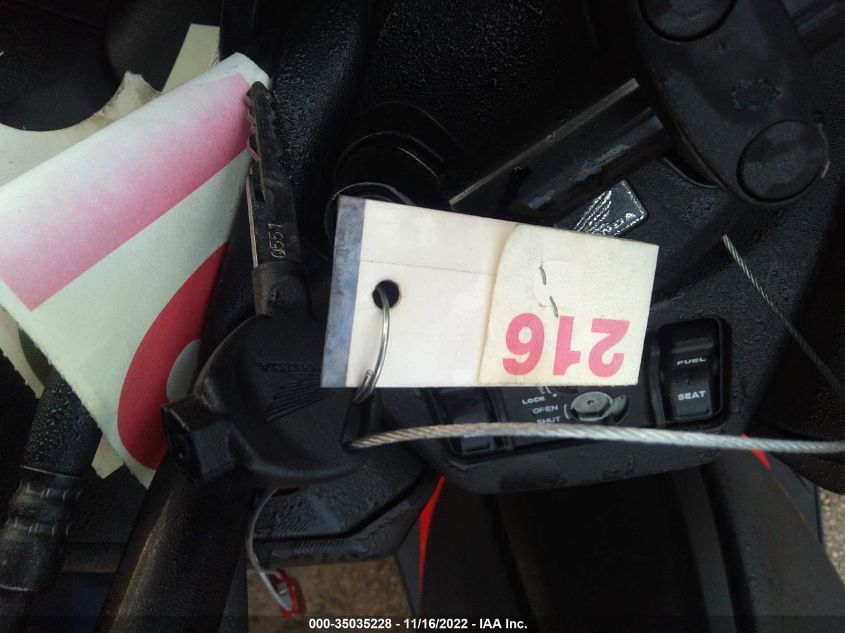 0551
216
FUEL
SEAT
LOCK
OPEN
SHUT
000-35035228 - 11/16/2022 - IAA Inc.